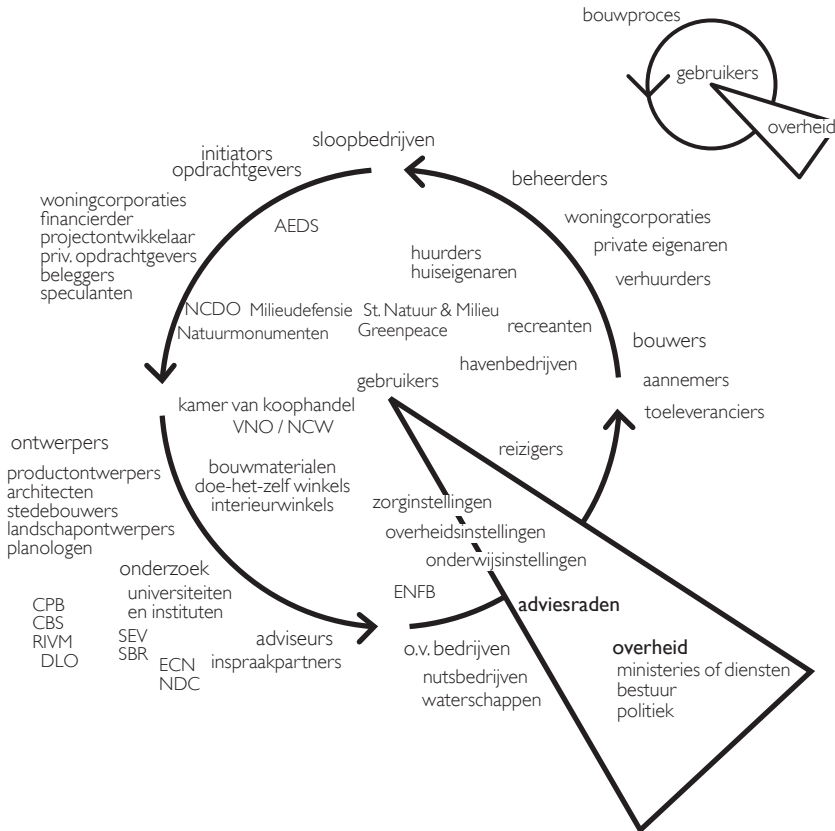 bouwproces
gebruikers
overheid
sloopbedrijven
initiators
opdrachtgevers
beheerders
woningcorporaties
financierder
projectontwikkelaar
priv. opdrachtgevers
beleggers
speculanten
AEDS
woningcorporaties
private eigenaren
verhuurders
huurders
huiseigenaren
NCDO Milieudefensie St. Natuur & Milieu
Natuurmonumenten Greenpeace
recreanten
bouwers
havenbedrijven
gebruikers
aannemers
toeleveranciers
kamer van koophandel
VNO / NCW
ontwerpers
reizigers
productontwerpers
architecten
stedebouwers
landschapontwerpers
planologen
bouwmaterialen
doe-het-zelf winkels
interieurwinkels
zorginstellingen
overheidsinstellingen
onderwijsinstellingen
onderzoek
universiteiten
en instituten
ENFB
adviesraden
CPB
CBS
RIVM
DLO
SEV
SBR
ECN
NDC
adviseurs
inspraakpartners
o.v. bedrijven
nutsbedrijven
waterschappen
overheid
ministeries of diensten
bestuur
politiek